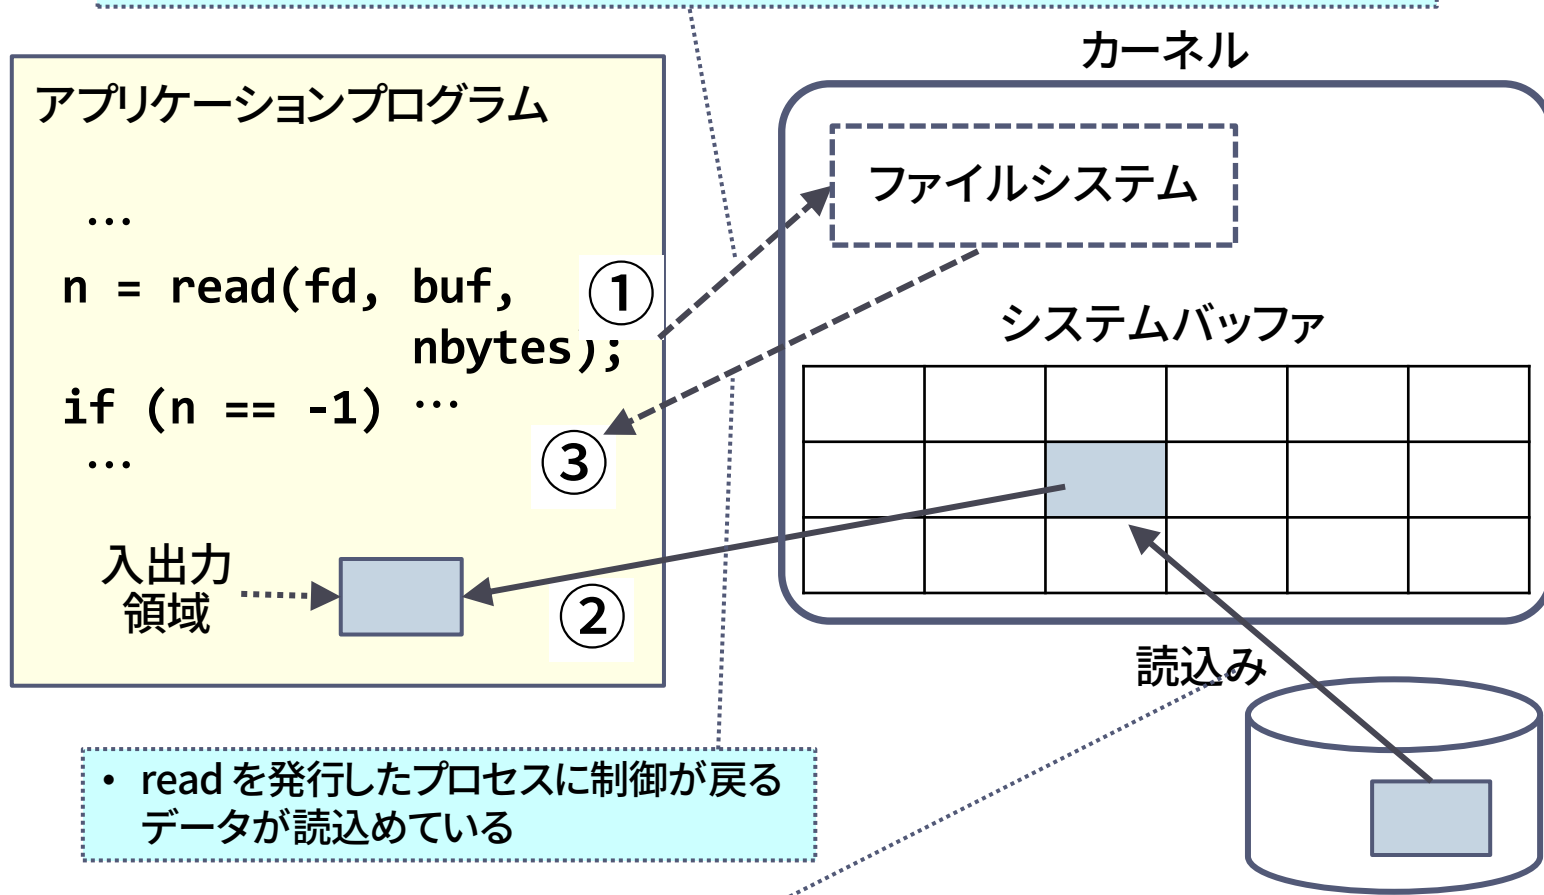 カーネル
アプリケーションプログラム
ファイルシステム
…
n = read(fd, buf,
①
nbytes);
システムバッファ
if (n == -1) …
…
③
入出力
領域
②
読込み
• read を発行したプロセスに制御が戻る
データが読込めている